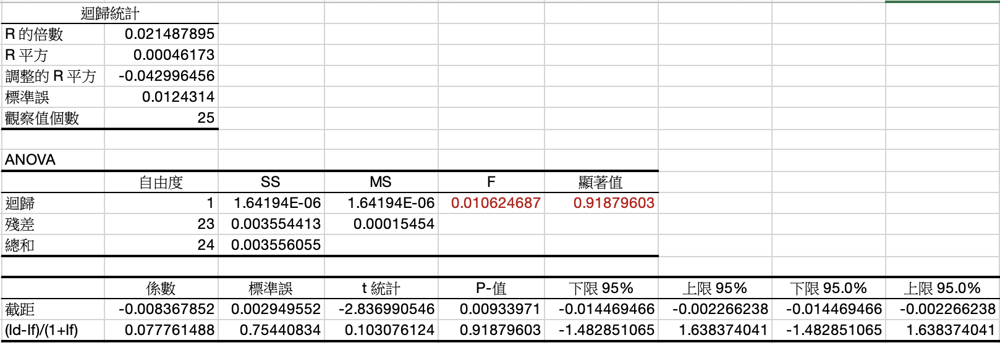 迴歸統計
R 的倍數 0.021487895
R 平方 0.00046173
調整的 R 平方 -0.042996456
標準誤 0.0124314
觀察值個數 25
ANOVA
自由度 SS MS F 顯著值
迴歸 1 1.64194E-06 1.64194E-06 0.010624687 0.91879603
殘差 23 0.003554413 0.00015454
總和 24 0.003556055
係數 標準誤 t 統計 P-值 下限 95% 上限 95% 下限 95.0% 上限 95.0%
截距 -0.008367852 0.002949552 -2.836990546 0.00933971 -0.014469466 -0.002266238 -0.014469466 -0.002266238
(Id-If)/(1+If) 0.077761488 0.75440834 0.103076124 0.91879603 -1.482851065 1.638374041 -1.482851065 1.638374041